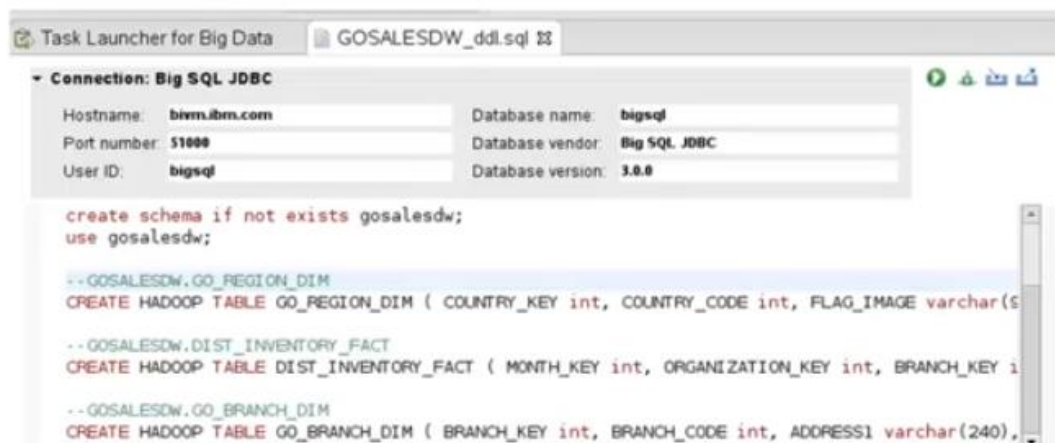 Task Launcher for Big Data GOSALESDW_ddl.sql
Connection: Big SQL JDBC
Hostname: bivm.ibm.com Database name: bigsql
Port number: 51000 Database vendor: Big SQL JDBC
User ID: bigsql Database version: 3.0.0
create schema if not exists gosalesdw;
use gosalesdw;
--GOSALESDW.GO_REGION_DIM
CREATE HADOOP TABLE GO_REGION_DIM ( COUNTRY_KEY int, COUNTRY_CODE int, FLAG_IMAGE varchar(9
--GOSALESDW.DIST_INVENTORY_FACT
CREATE HADOOP TABLE DIST_INVENTORY_FACT ( MONTH_KEY int, ORGANIZATION_KEY int, BRANCH_KEY i
--GOSALESDW.GO_BRANCH_DIM
CREATE HADOOP TABLE GO_BRANCH_DIM ( BRANCH_KEY int, BRANCH_CODE int, ADDRESS1 varchar(240),